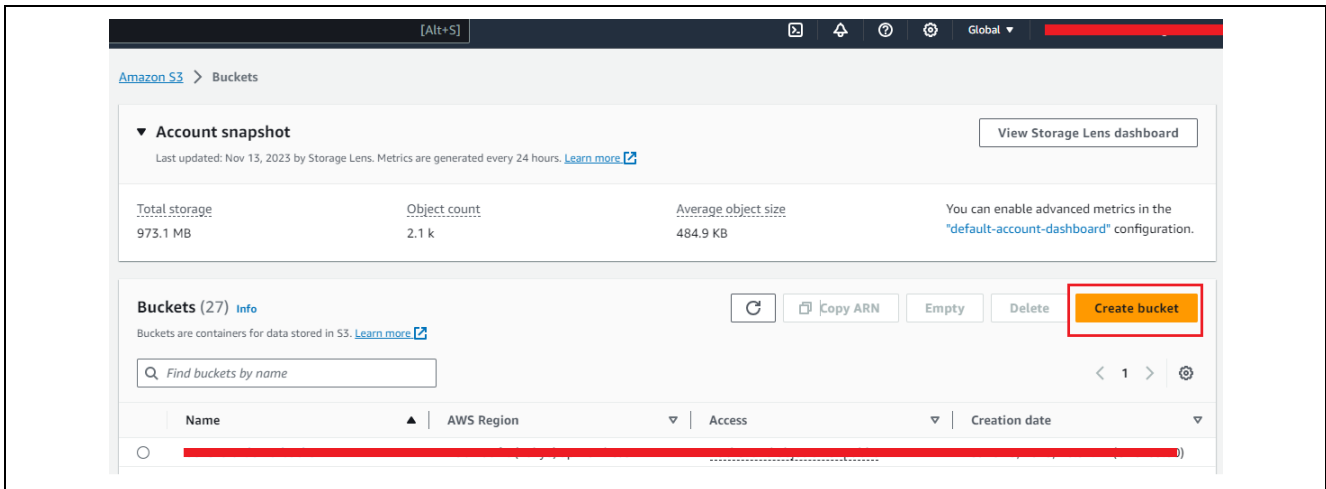 [Alt+S] Global ▼
Amazon S3 > Buckets
▼ Account snapshot
View Storage Lens dashboard
Last updated: Nov 13, 2023 by Storage Lens. Metrics are generated every 24 hours. Learn more
Total storage Object count Average object size You can enable advanced metrics in the
973.1 MB 2.1 k 484.9 KB "default-account-dashboard" configuration.
Buckets (27) Info
Copy ARN Empty Delete Create bucket
Buckets are containers for data stored in S3. Learn more
Find buckets by name
< 1 >
Name ▲ AWS Region ▽ Access ▽ Creation date ▽